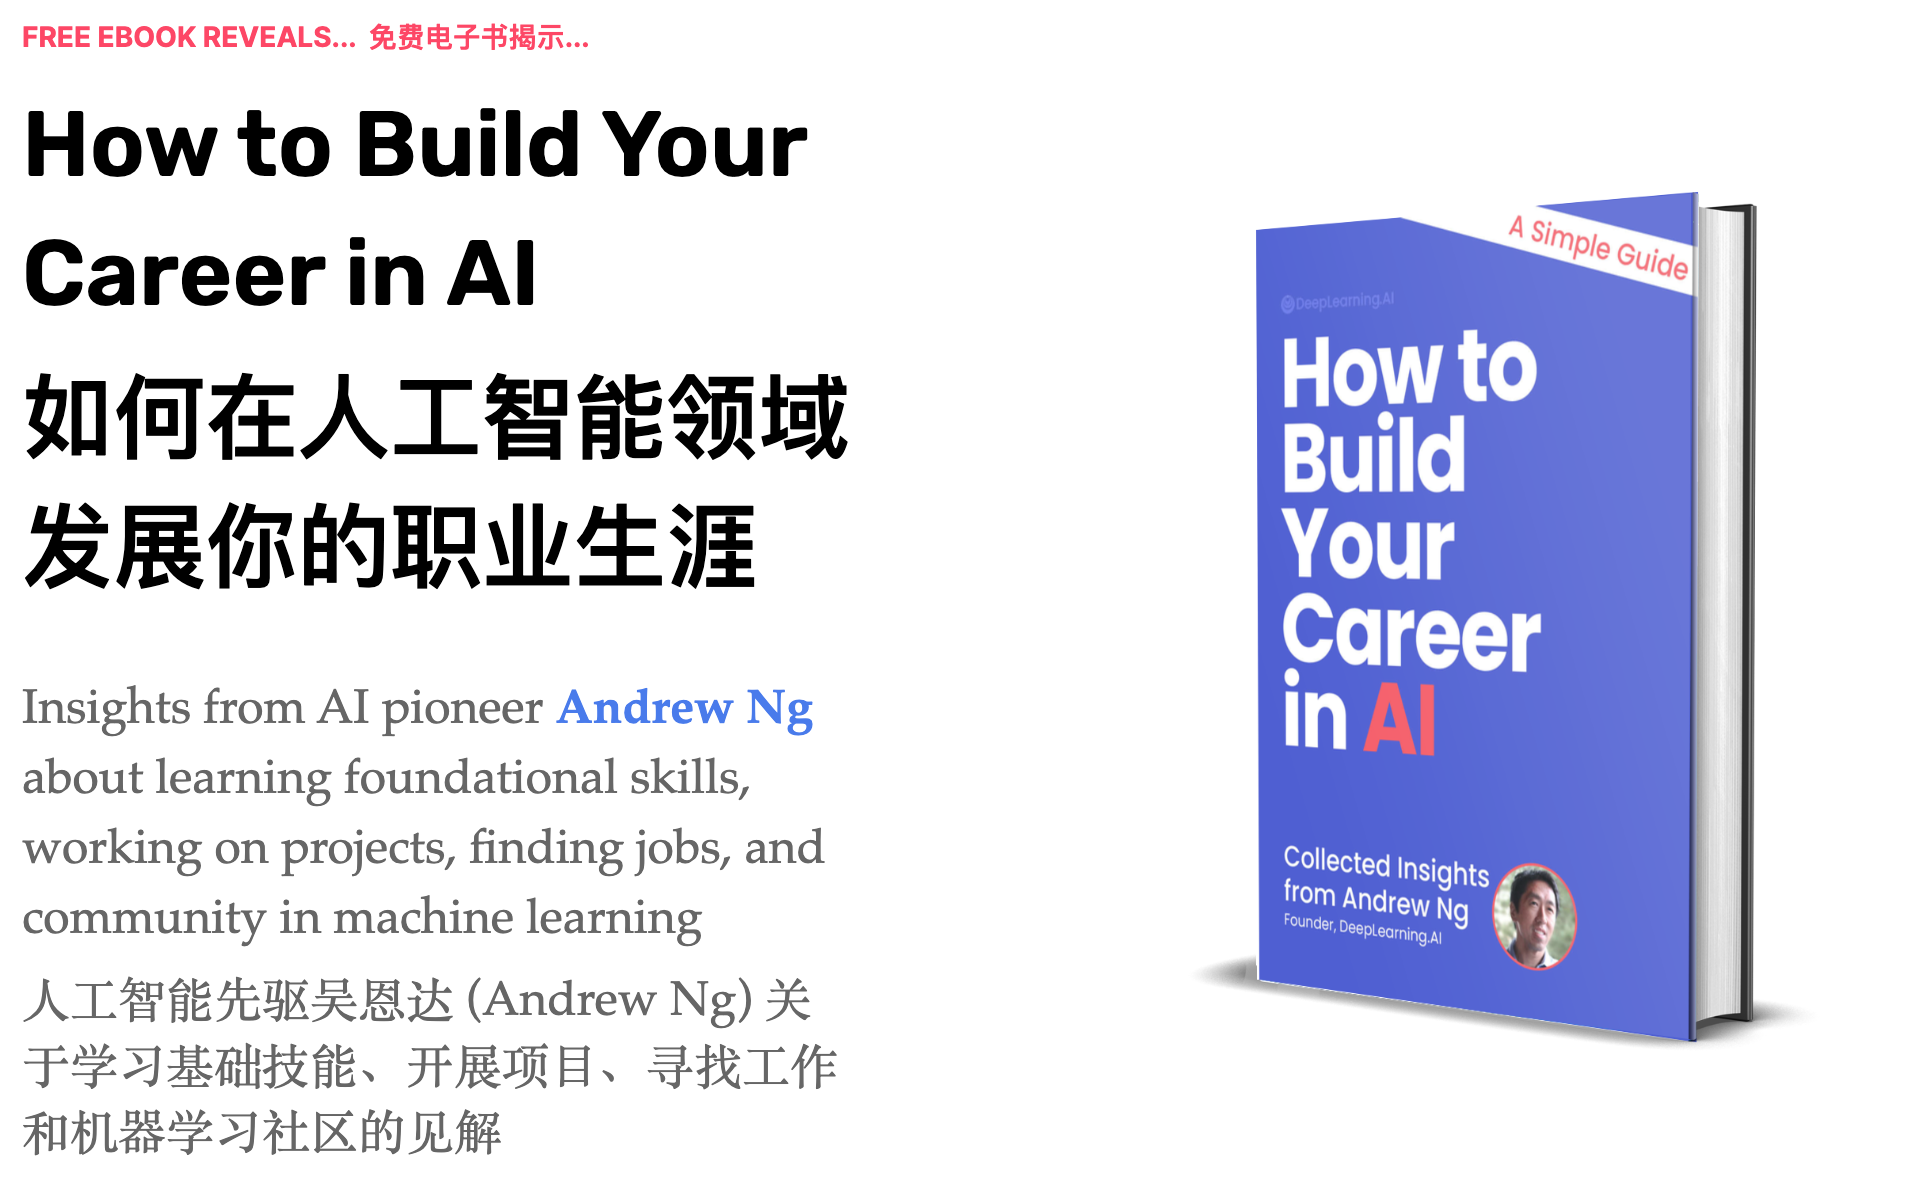 FREE EBOOK REVEALS... 免费电子书揭示...
How to Build Your
Career in AI
如何在人工智能领域
发展你的职业生涯
Insights from AI pioneer Andrew Ng
about learning foundational skills,
working on projects, finding jobs, and
community in machine learning
人工智能先驱吴恩达 (Andrew Ng) 关
于学习基础技能、开展项目、寻找工作
和机器学习社区的见解
A Simple Guide
DeepLearning.AI
How to
Build
Your
Career
in AI
Collected Insights
from Andrew Ng
Founder, DeepLearning.AI